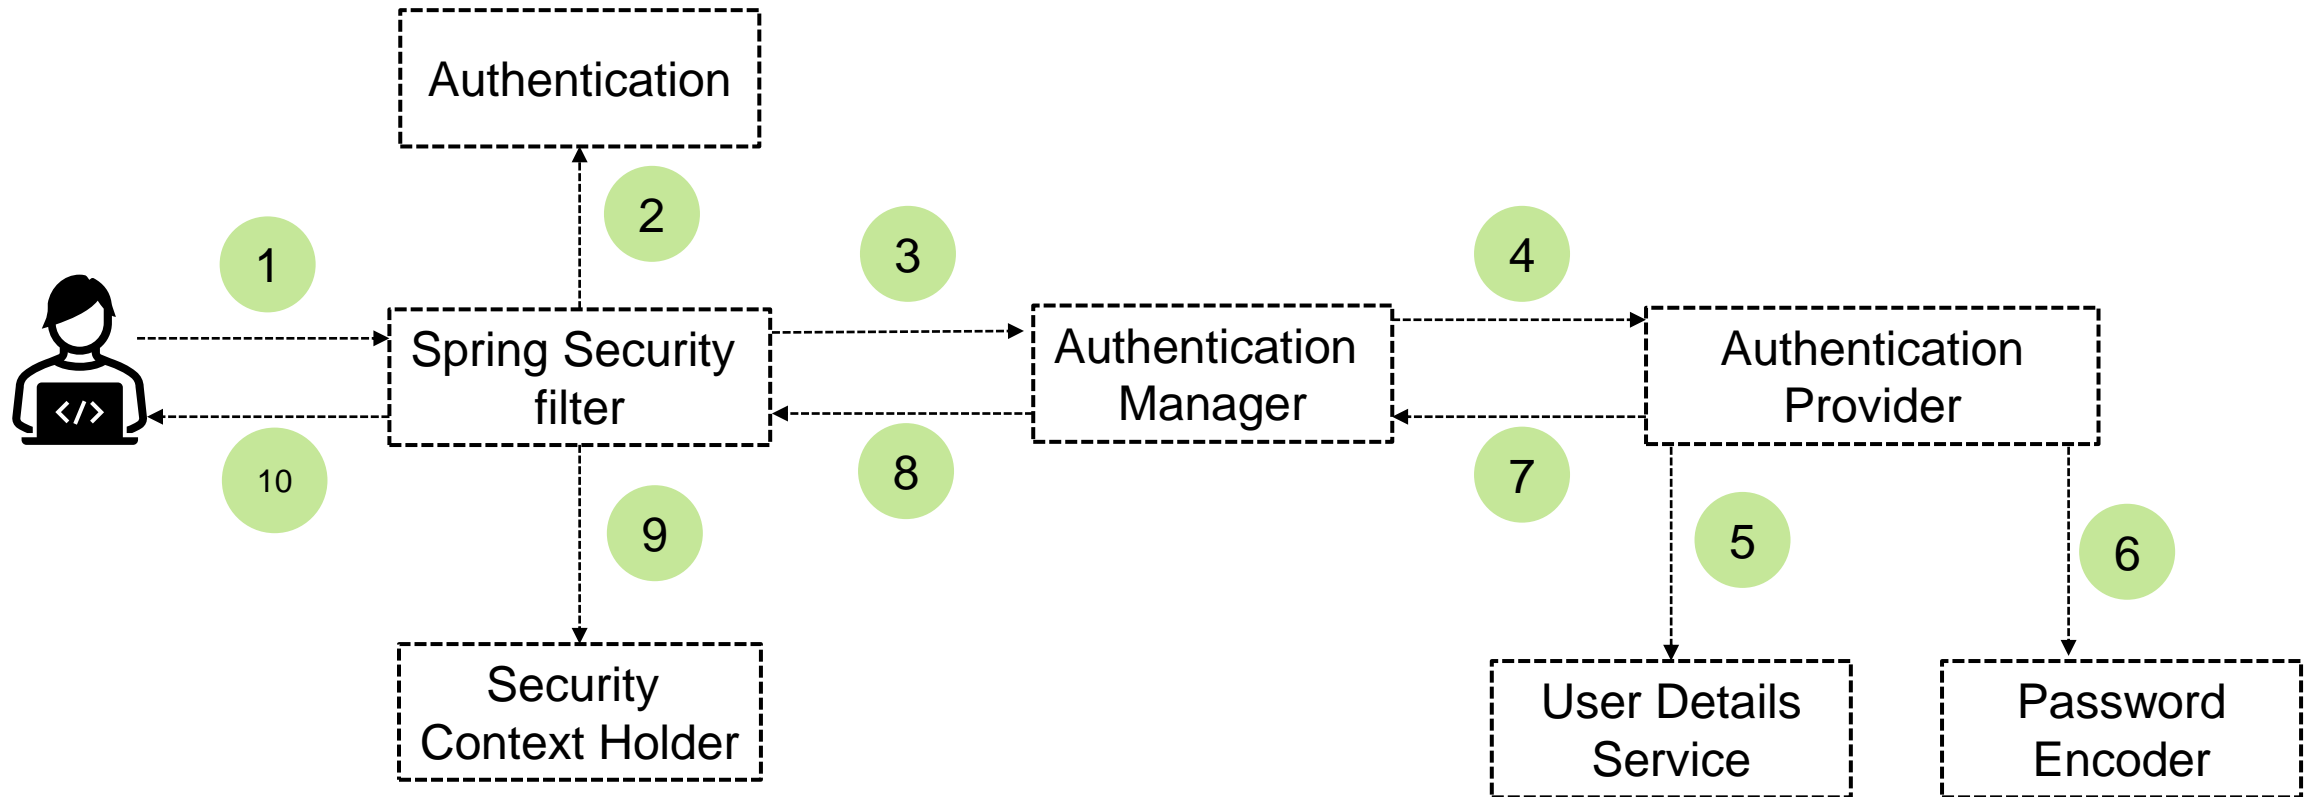 Authentication
2
1
3
4
Spring Security
filter
Authentication
Manager
Authentication
Provider
</>
10
8
7
9
5
6
Security
Context Holder
User Details
Service
Password
Encoder